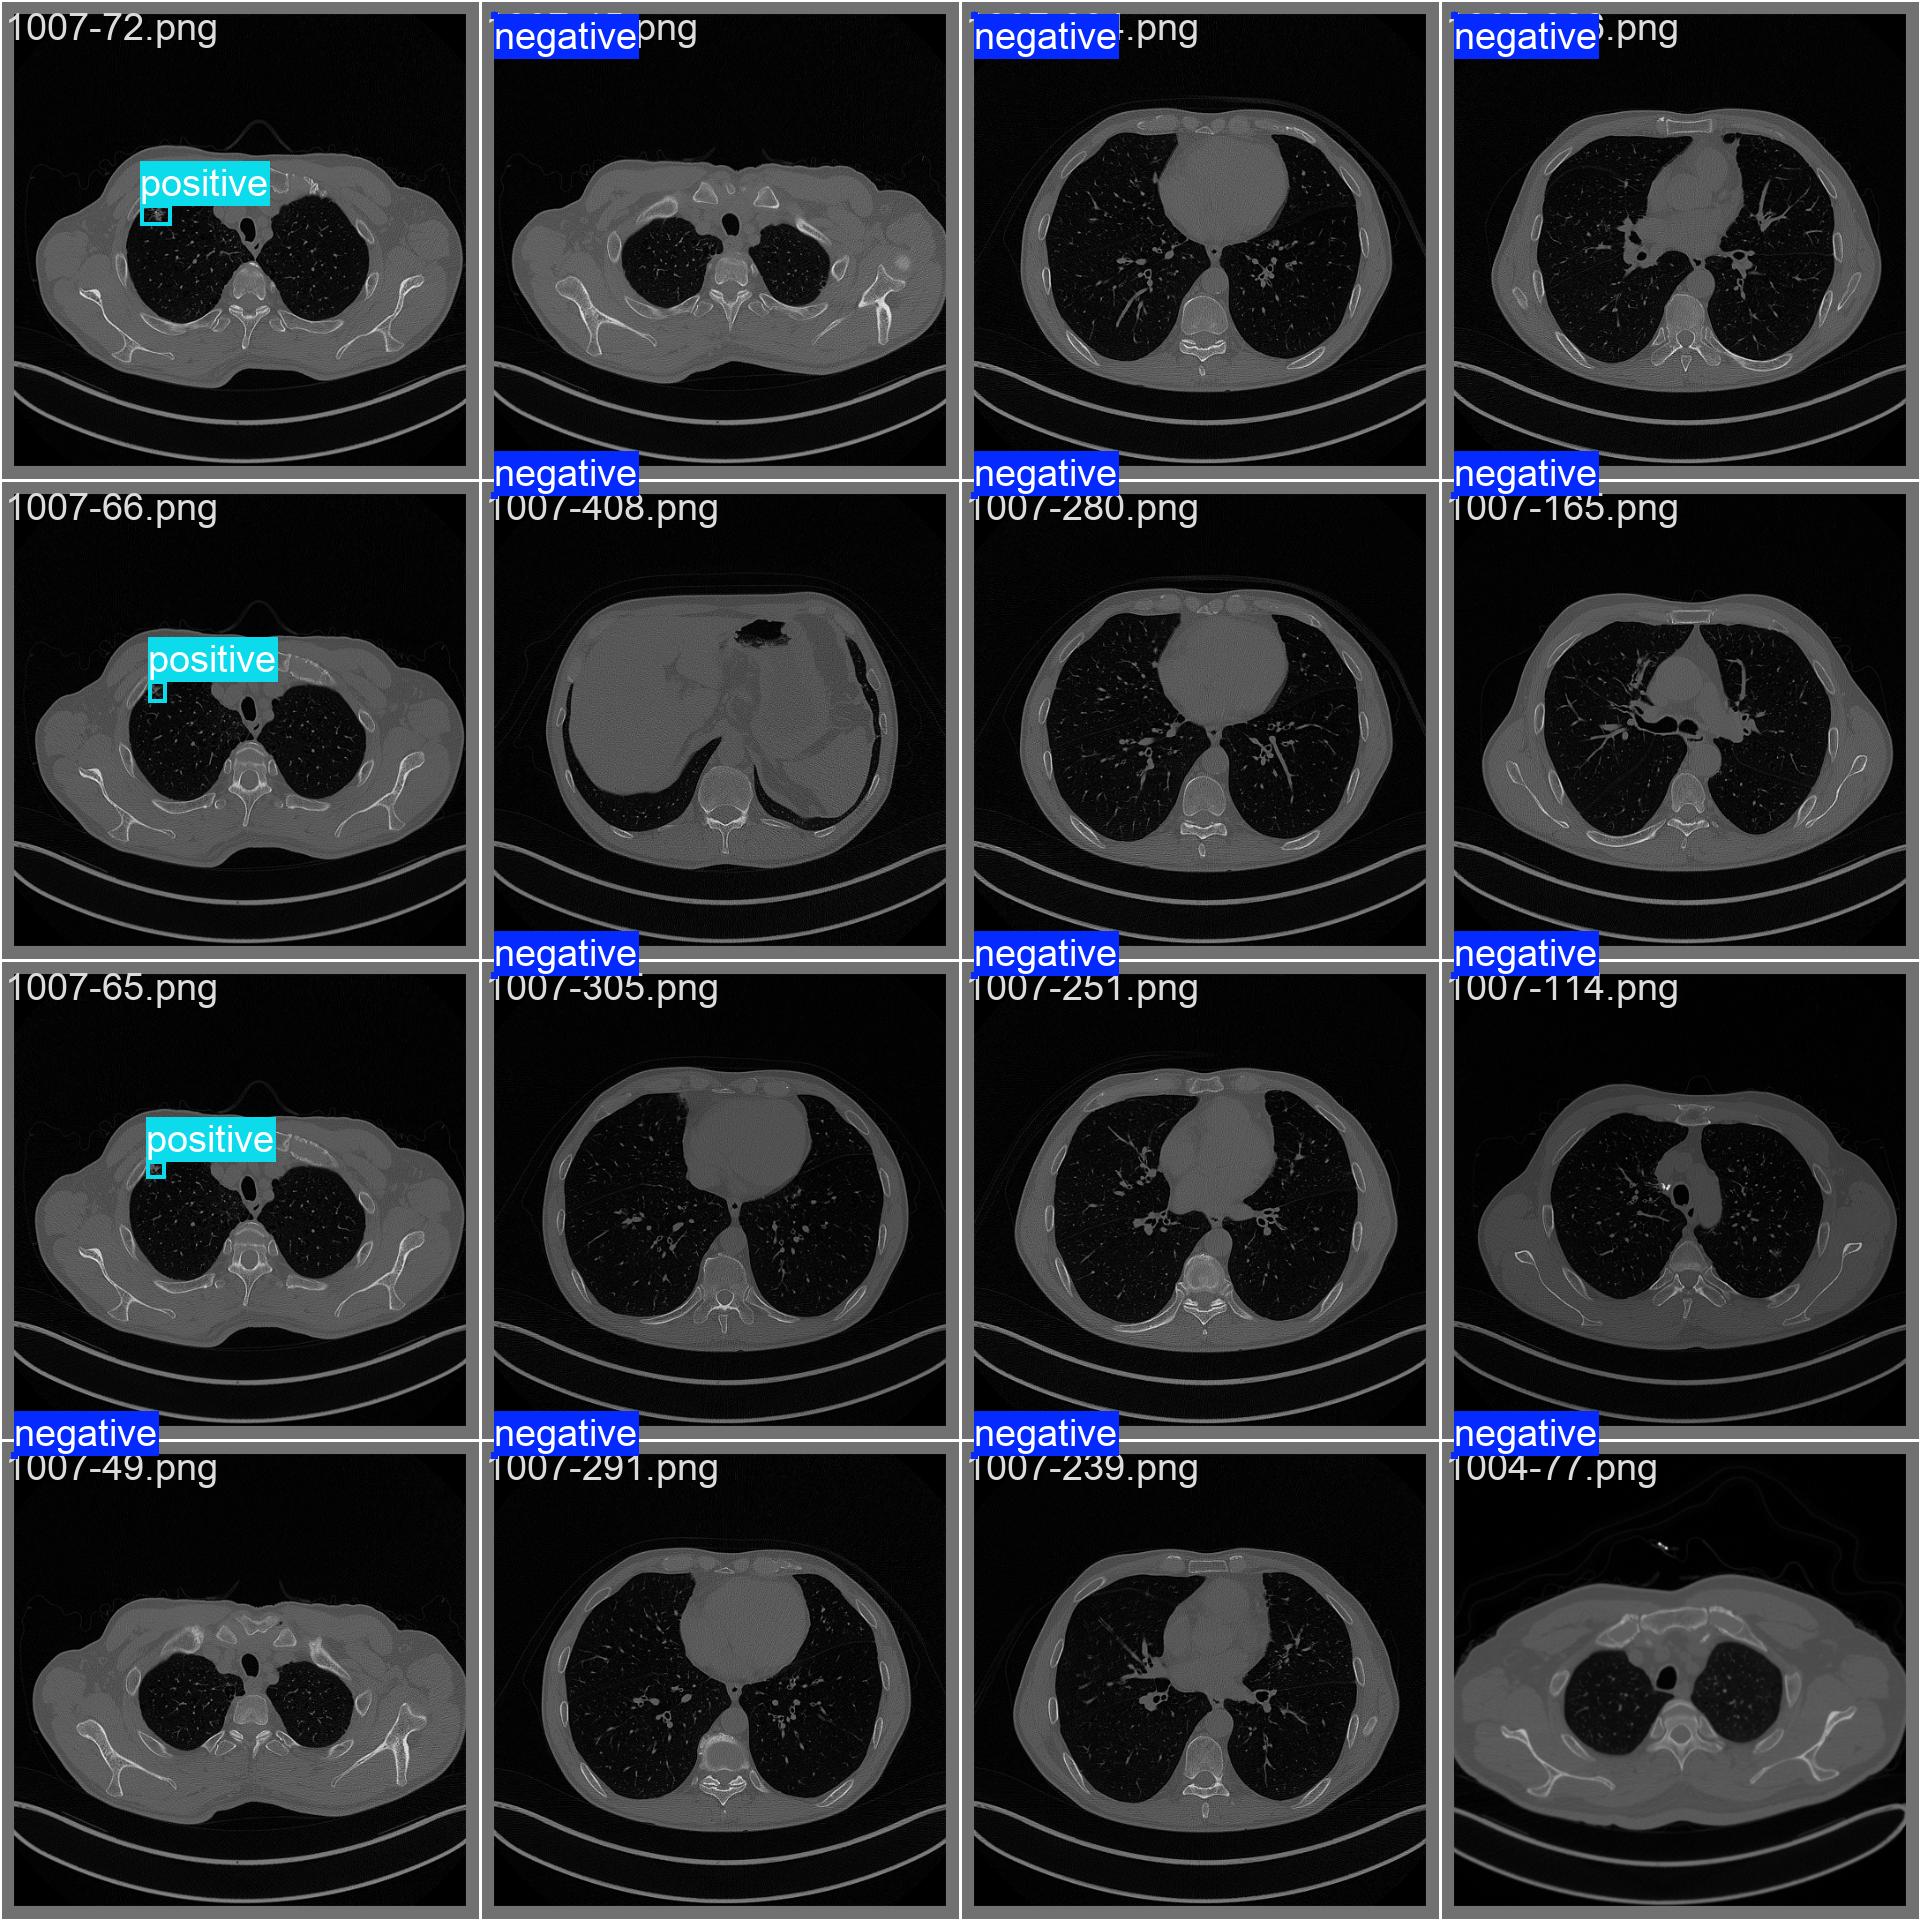 1007-72.png
negative
png
negative
.png
negative
.png
positive
negative
negative
negative
1007-66.png
1007-408.png
1007-280.png
1007-165.png
positive
negative
negative
negative
1007-65.png
1007-305.png
1007-251.png
1007-114.png
positive
negative
negative
negative
negative
1007-49.png
1007-291.png
1007-239.png
1004-77.png